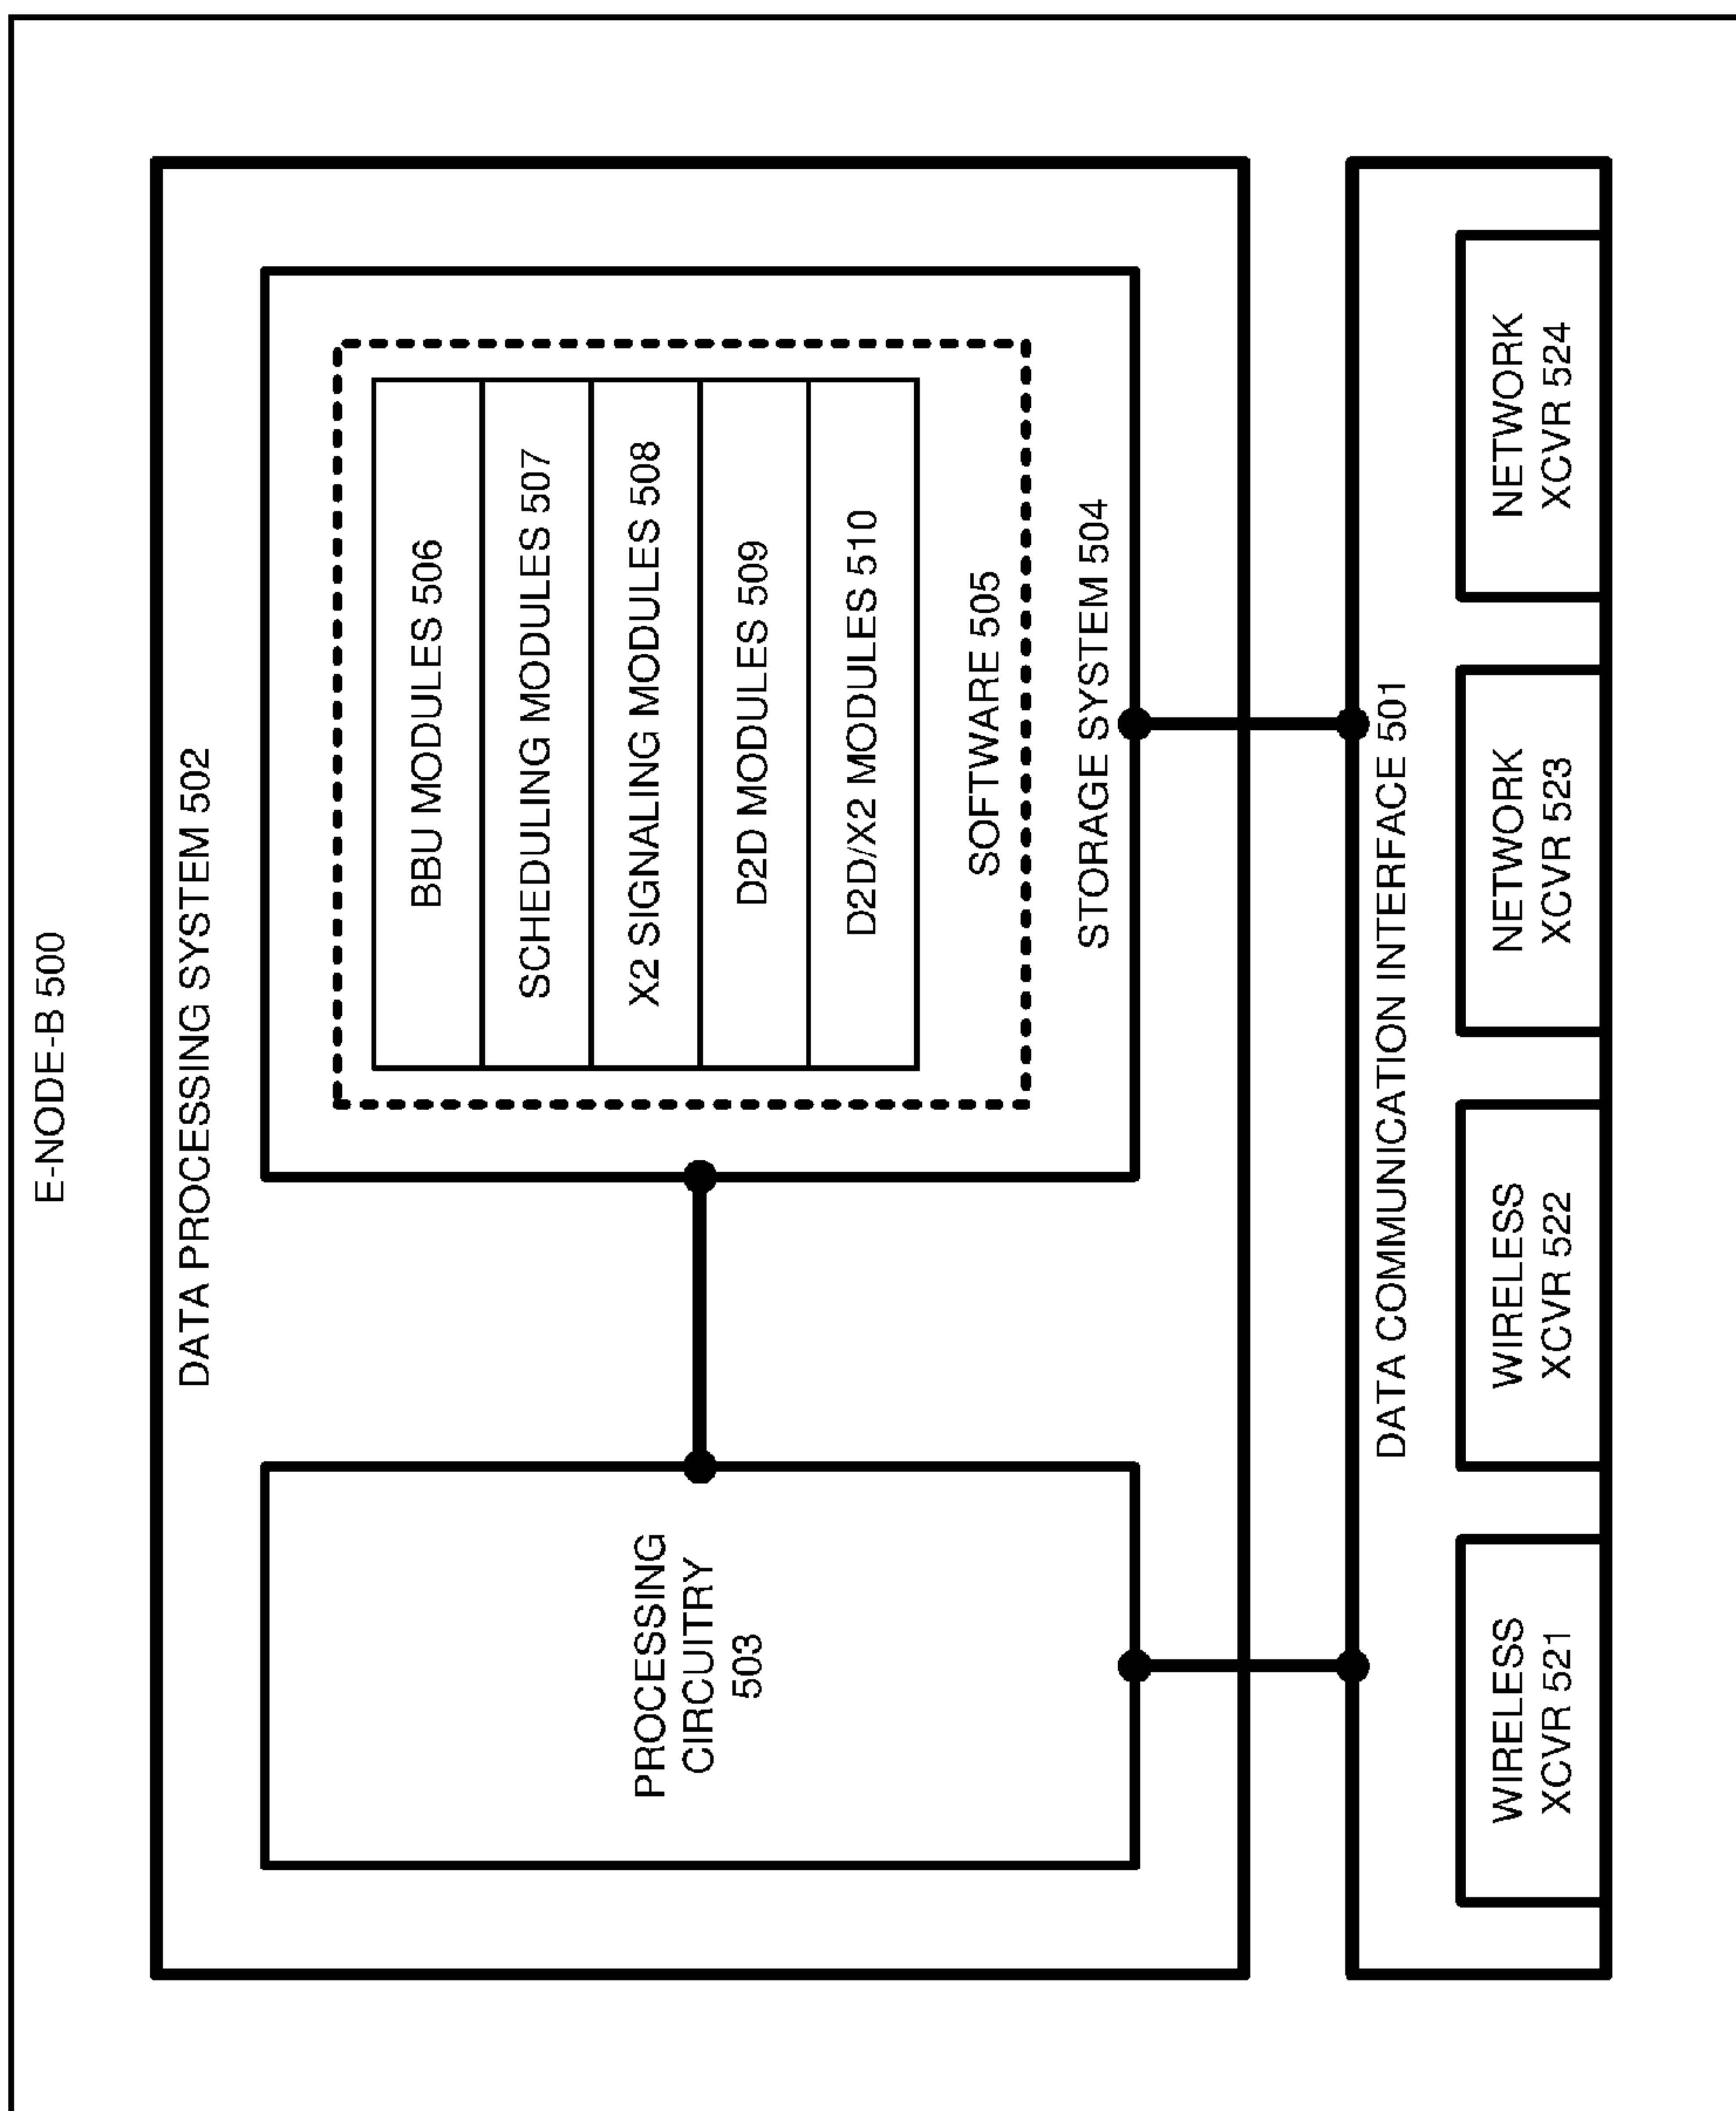 E-NODE-B 500
DATA PROCESSING SYSTEM 502
PROCESSING
CIRCUITRY
503
BBU MODULES 506
SCHEDULING MODULES 507
X2 SIGNALING MODULES 508
D2D MODULES 509
D2D/X2 MODULES 510
SOFTWARE 505
STORAGE SYSTEM 504
DATA COMMUNICATION INTERFACE 501
WIRELESS
XCVR 521
WIRELESS
XCVR 522
NETWORK
XCVR 523
NETWORK
XCVR 524